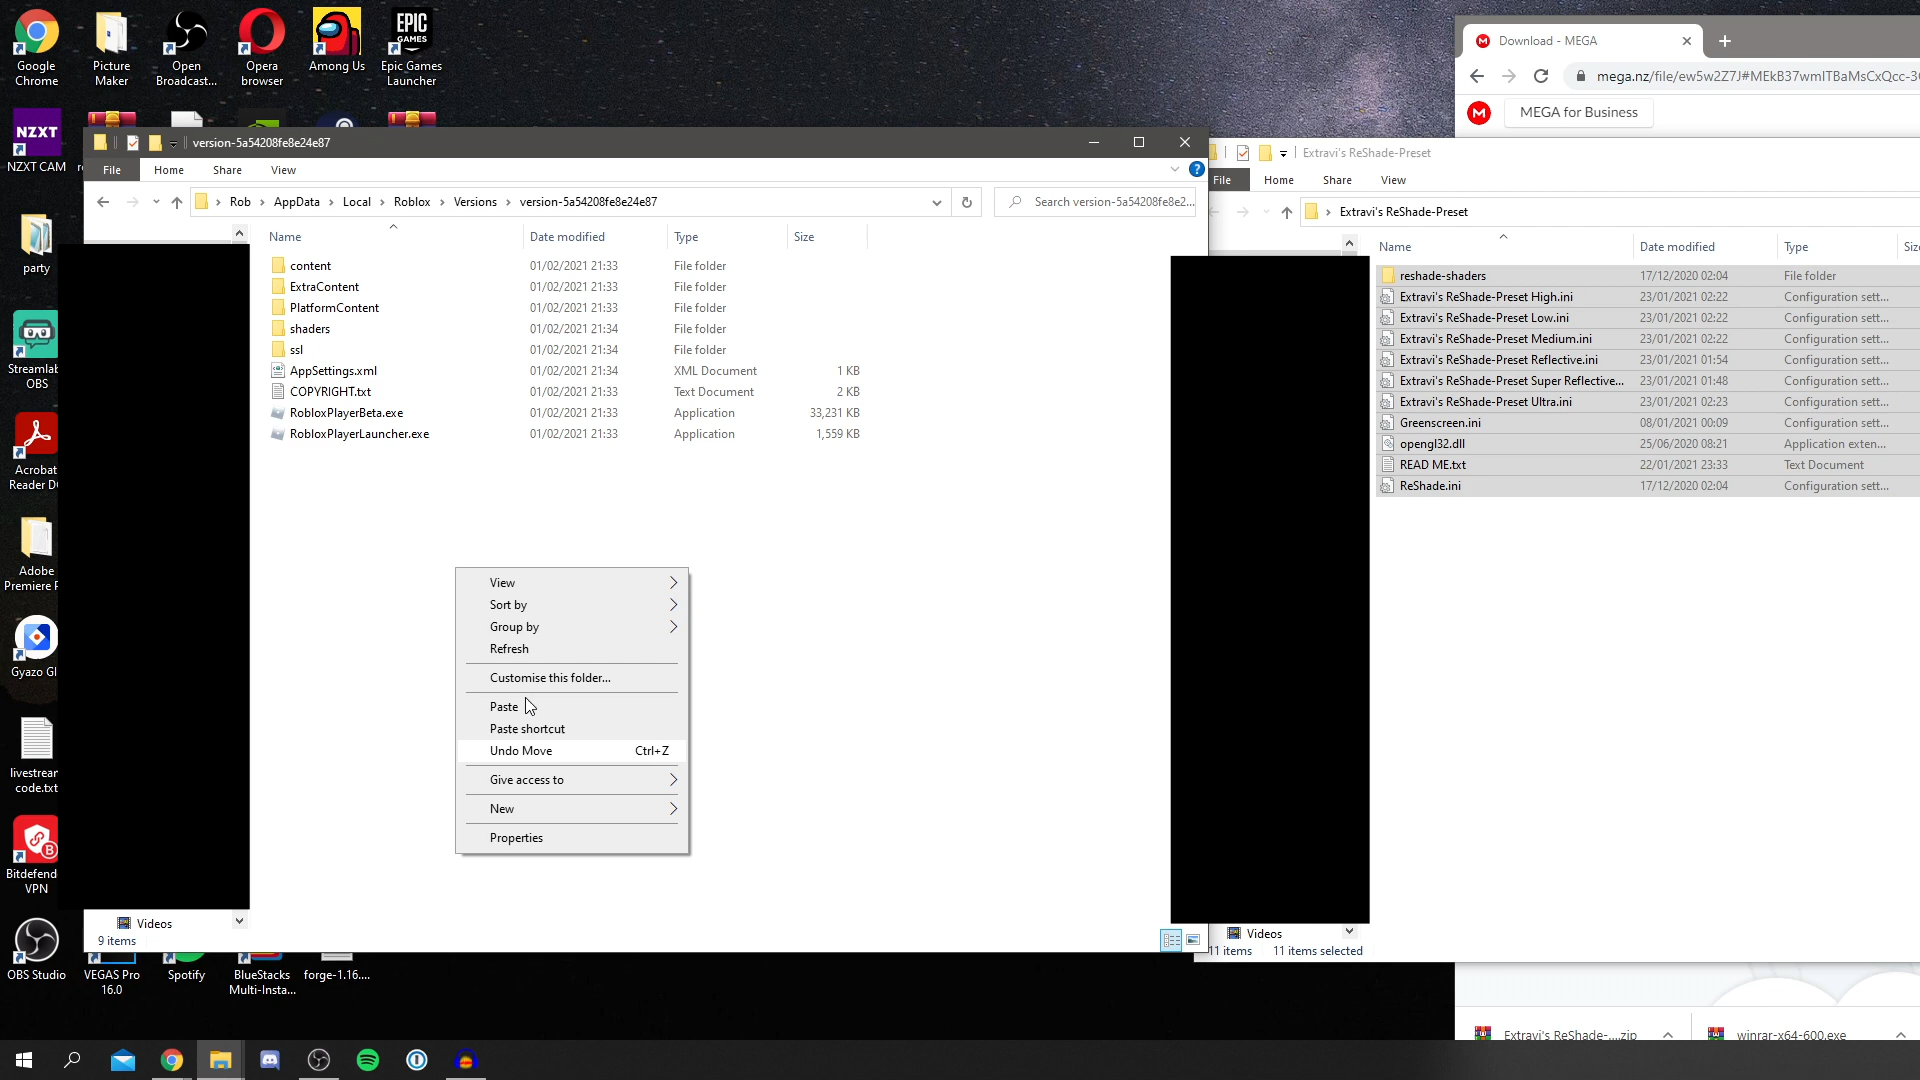 Google
Chrome
Picture
Maker
Open
Broadcast...
Opera
browser
Among Us
EPIC
GAMES
Epic Games
Launcher
NZXT
NZXT CAM
party
Streamlab
OBS
Acrobat
Reader D
Adobe
Premiere P
Gyazo GI
livestream
code.txt
Bitdefend
VPN
OBS Studio
VEGAS Pro
16.0
Spotify
BlueStacks
Multi-Insta...
forge-1.16....
version-5a54208fe8e24e87
File
Home
Share
View
Rob
AppData
Local
Roblox
Versions
version-5a54208fe8e24e87
Search version-5a54208fe8e2...
Name
Date modified
Type
Size
content 01/02/2021 21:33 File folder
ExtraContent 01/02/2021 21:33 File folder
PlatformContent 01/02/2021 21:33 File folder
shaders 01/02/2021 21:34 File folder
ssl 01/02/2021 21:34 File folder
AppSettings.xml 01/02/2021 21:34 XML Document 1 KB
COPYRIGHT.txt 01/02/2021 21:33 Text Document 2 KB
RobloxPlayerBeta.exe 01/02/2021 21:33 Application 33,231 KB
RobloxPlayerLauncher.exe 01/02/2021 21:33 Application 1,559 KB
View
Sort by
Group by
Refresh
Customise this folder...
Paste
Paste shortcut
Undo Move Ctrl+Z
Give access to
New
Properties
Videos
9 items
Download - MEGA
mega.nz/file/ew5w2Z7J#MEkB37wmITBaMsCxQcc-3
MEGA for Business
Extravi's ReShade-Preset
File
Home
Share
View
Extravi's ReShade-Preset
Name
Date modified
Type
Siz
reshade-shaders 17/12/2020 02:04 File folder
Extravi's ReShade-Preset High.ini 23/01/2021 02:22 Configuration sett...
Extravi's ReShade-Preset Low.ini 23/01/2021 02:22 Configuration sett...
Extravi's ReShade-Preset Medium.ini 23/01/2021 02:22 Configuration sett...
Extravi's ReShade-Preset Reflective.ini 23/01/2021 01:54 Configuration sett...
Extravi's ReShade-Preset Super Reflective... 23/01/2021 01:48 Configuration sett...
Extravi's ReShade-Preset Ultra.ini 23/01/2021 02:23 Configuration sett...
Greenscreen.ini 08/01/2021 00:09 Configuration sett...
opengl32.dll 25/06/2020 08:21 Application exten...
READ ME.txt 22/01/2021 23:33 Text Document
ReShade.ini 17/12/2020 02:04 Configuration sett...
Videos
11 items
11 items selected
Extravi's ReShade-....zip
winrar-x64-600.exe